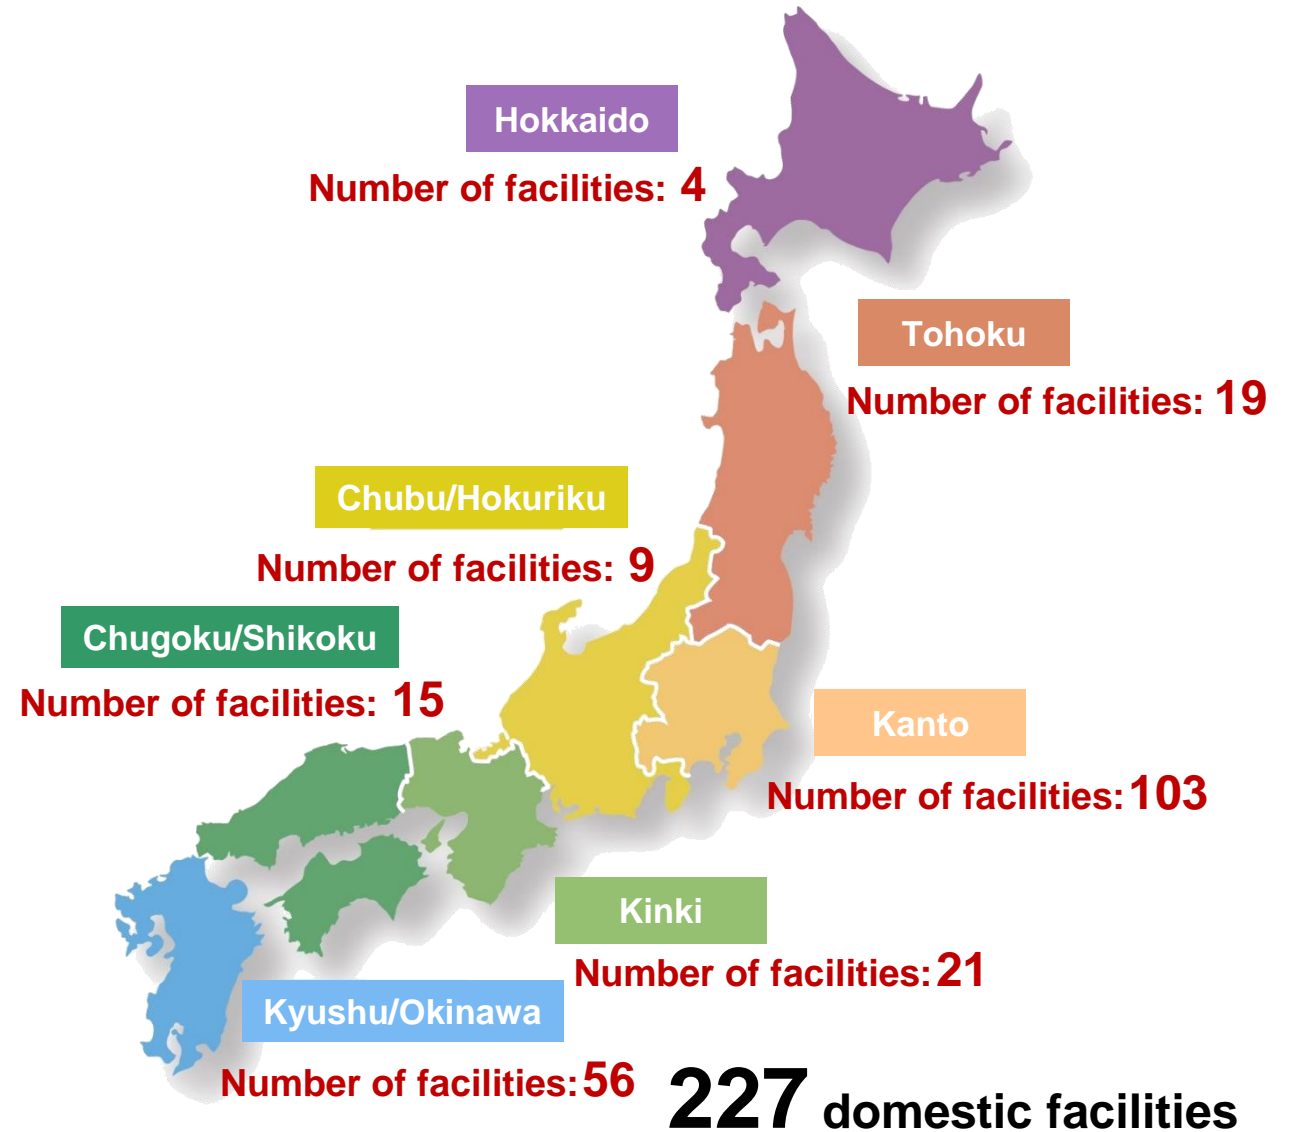 Hokkaido
Number of facilities: 4
Tohoku
Number of facilities: 19
Chubu/Hokuriku
Number of facilities: 9
Chugoku/Shikoku
Number of facilities: 15
Kanto
Number of facilities: 103
Kinki
Number of facilities: 21
Kyushu/Okinawa
Number of facilities: 56
227 domestic facilities